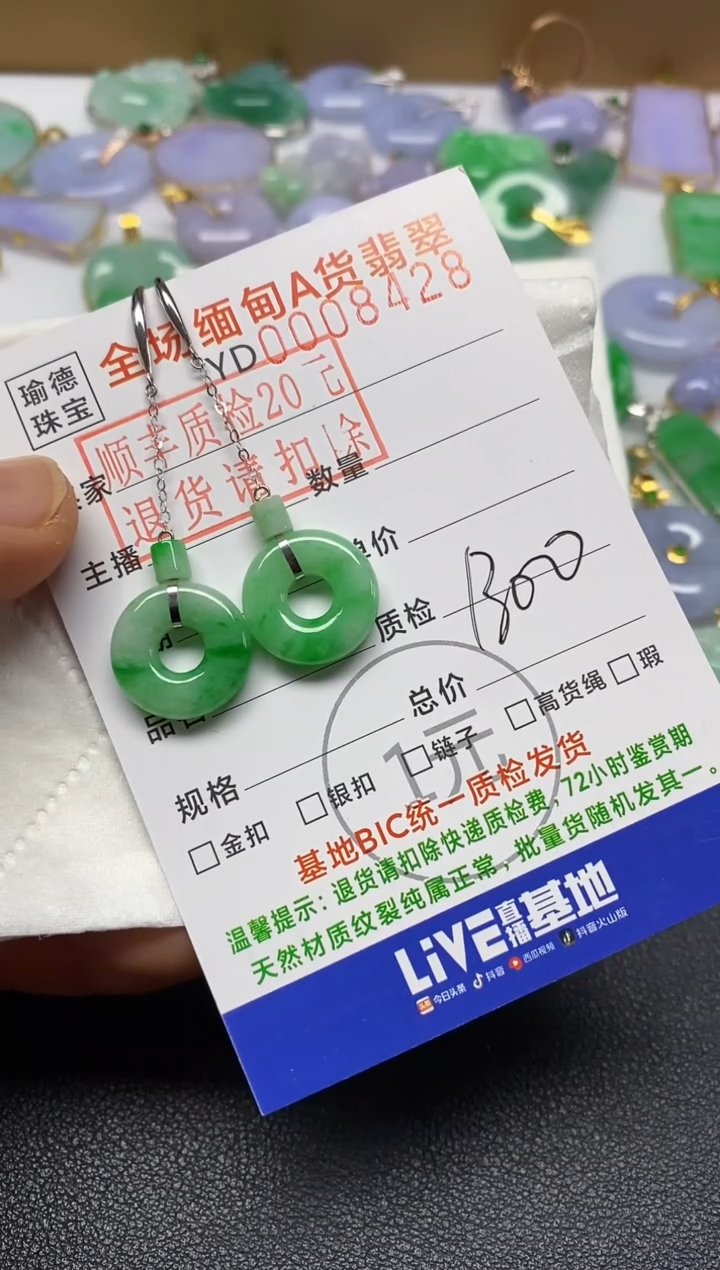 全场缅甸A货翡翠
瑜德
珠宝
YD0008428
顺丰质检20元
退货请扣除
家
数量
主播
单价
质检
1300
品名
总价
规格
1元
金扣
银扣
链子
高货绳
瑕
基地BIC统一质检发货
温馨提示：退货请扣除快递质检费，72小时鉴赏期
天然材质纹裂纯属正常，批量货随机发其一。
LiVE直播基地
头条 今日头条 抖音 西瓜视频 抖音火山版